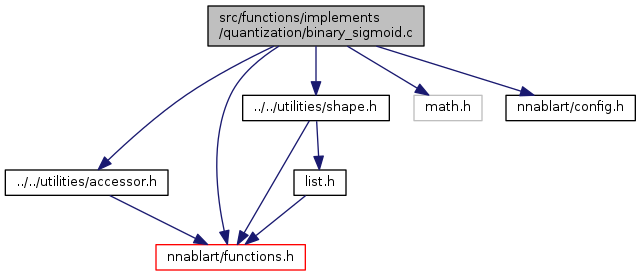 src/functions/implements
/quantization/binary_sigmoid.c
../../utilities/shape.h
math.h
nnablart/config.h
../../utilities/accessor.h
list.h
nnablart/functions.h